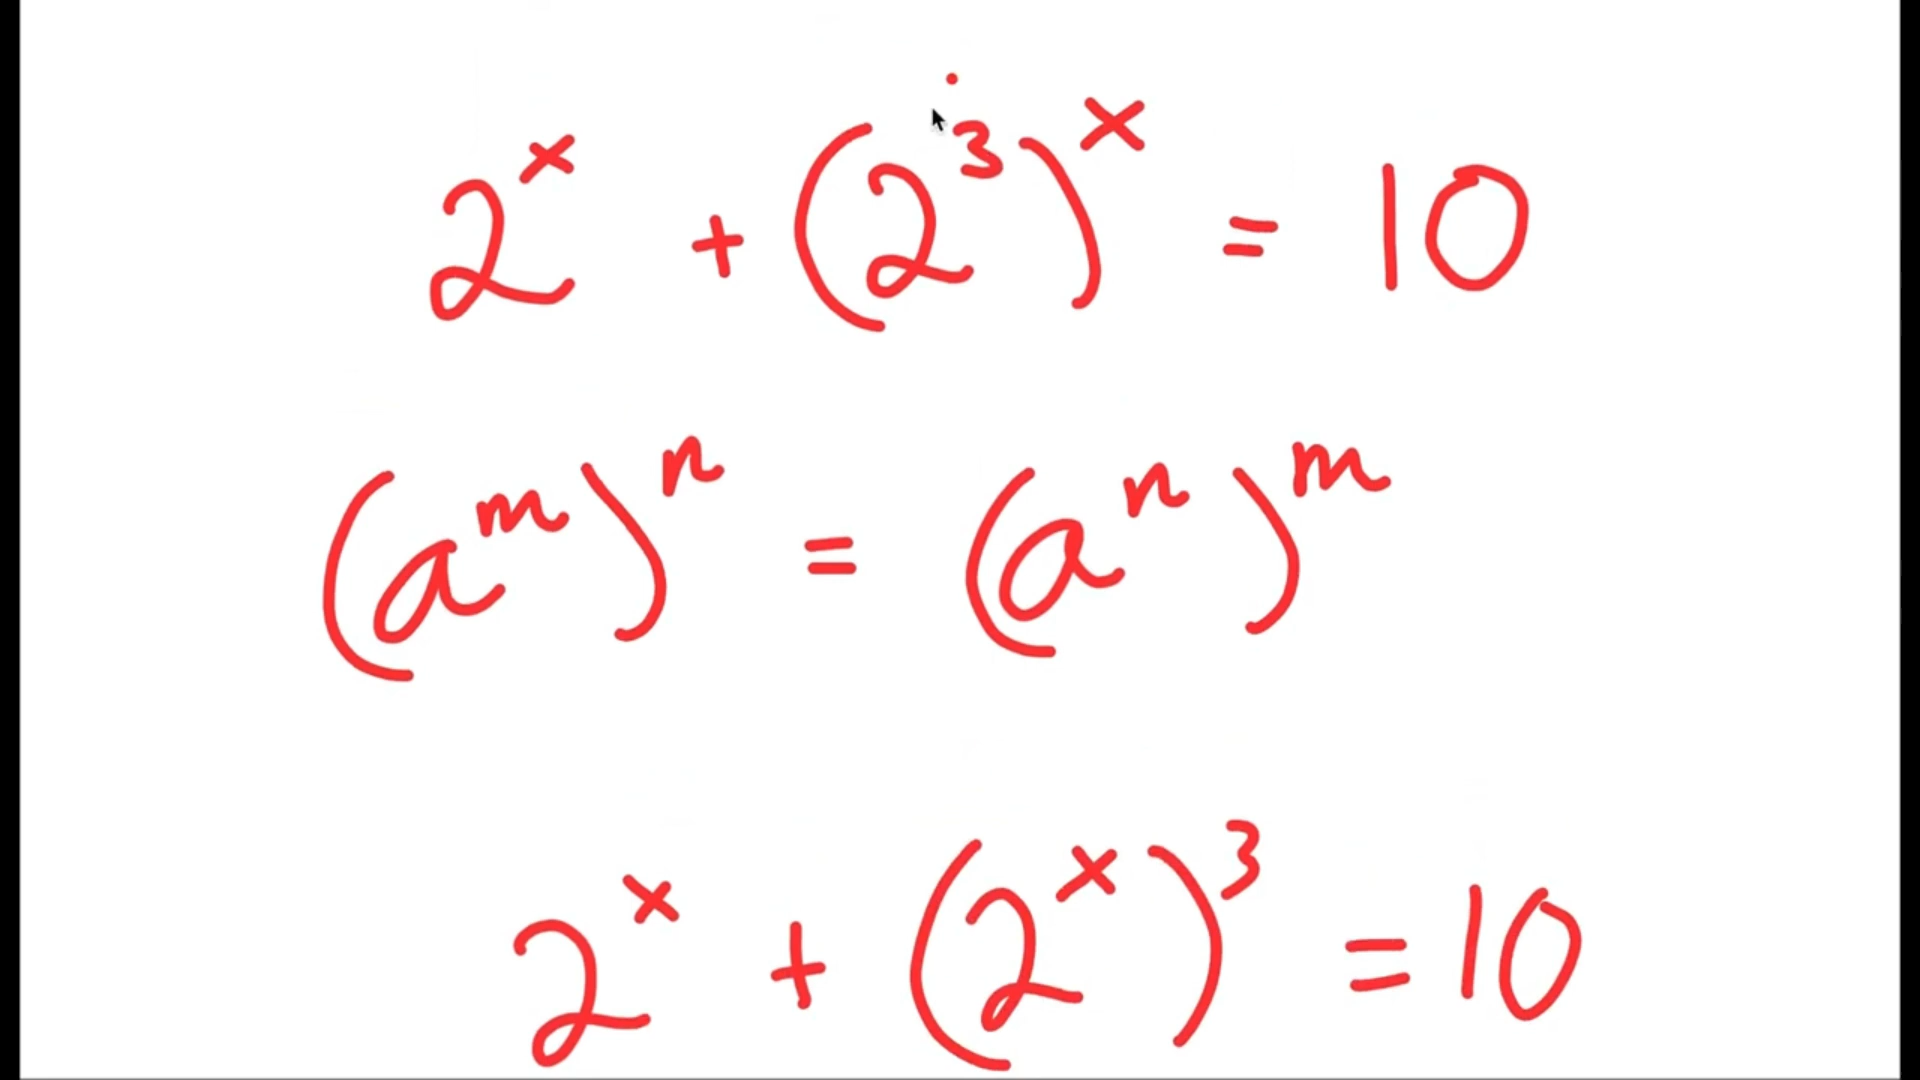 2^x + (2^3)^x = 10
(a^m)^n = (a^n)^m
2^x + (2^x)^3 = 10